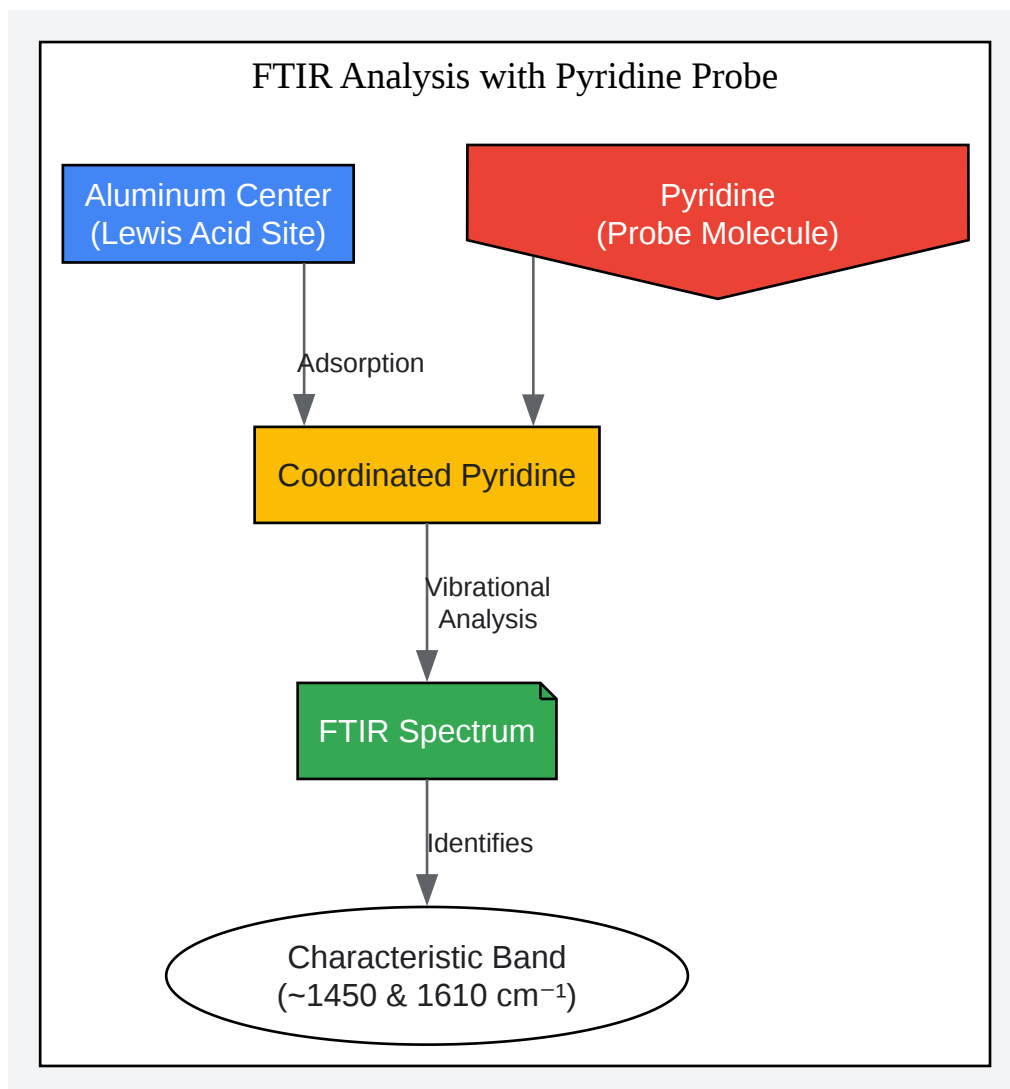 FTIR Analysis with Pyridine Probe
Aluminum Center
(Lewis Acid Site)
Pyridine
(Probe Molecule)
Adsorption
Coordinated Pyridine
Vibrational
Analysis
FTIR Spectrum
Identifies
Characteristic Band
(~1450 & 1610 cm⁻¹)